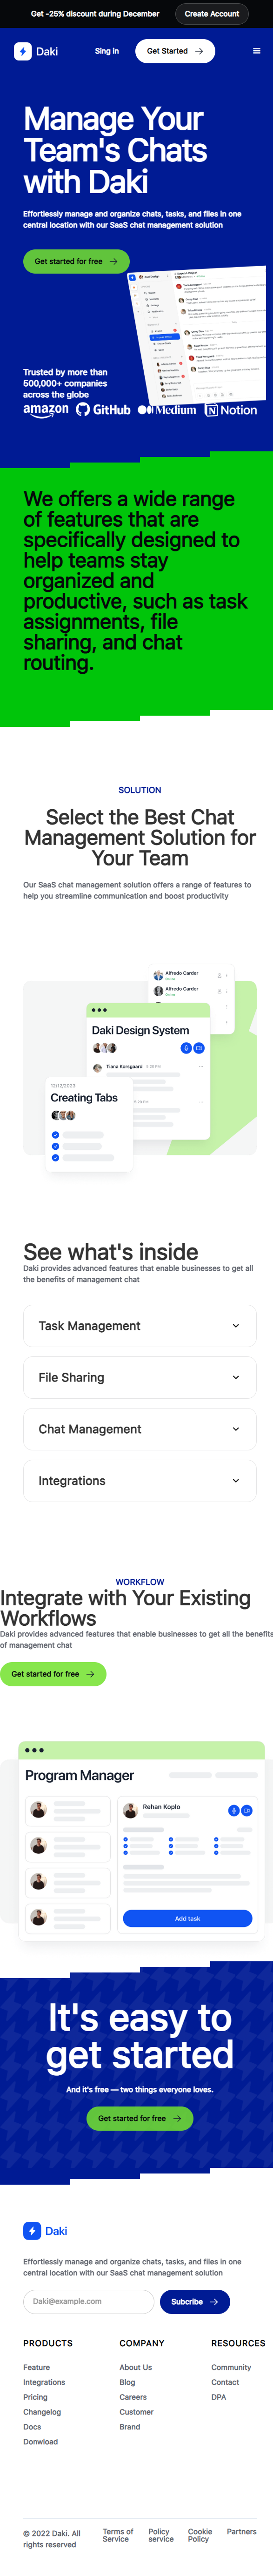 Get -25% discount during December
Create Account
Daki
Sing in
Get Started
Manage Your
Team's Chats
with Daki
Effortlessly manage and organize chats, tasks, and files in one
central location with our SaaS chat management solution
Get started for free
Trusted by more than
500,000+ companies
across the globe
amazon
GitHub
Medium
Notion
We offers a wide range
of features that are
specifically designed to
help teams stay
organized and
productive, such as task
assignments, file
sharing, and chat
routing.
SOLUTION
Select the Best Chat
Management Solution for
Your Team
Our SaaS chat management solution offers a range of features to
help you streamline communication and boost productivity
Alfredo Carder
Alfredo Carder
Daki Design System
Tiana Korsgaard
12/13/2023
Creating Tabs
See what's inside
Daki provides advanced features that enable businesses to get all
the benefits of management chat
Task Management
File Sharing
Chat Management
Integrations
WORKFLOW
Integrate with Your Existing
Workflows
Daki provides advanced features that enable businesses to get all the benefits
of management chat
Get started for free
Program Manager
Rehan Koplo
Add task
It's easy to
get started
And it's free — two things everyone loves.
Get started for free
Daki
Effortlessly manage and organize chats, tasks, and files in one
central location with our SaaS chat management solution
Daki@example.com
Subcribe
PRODUCTS
Feature
Integrations
Pricing
Changelog
Docs
Donwload
COMPANY
About Us
Blog
Careers
Customer
Brand
RESOURCES
Community
Contact
DPA
© 2022 Daki. All
rights reserved
Terms of
Service
Policy
service
Cookie
Policy
Partners